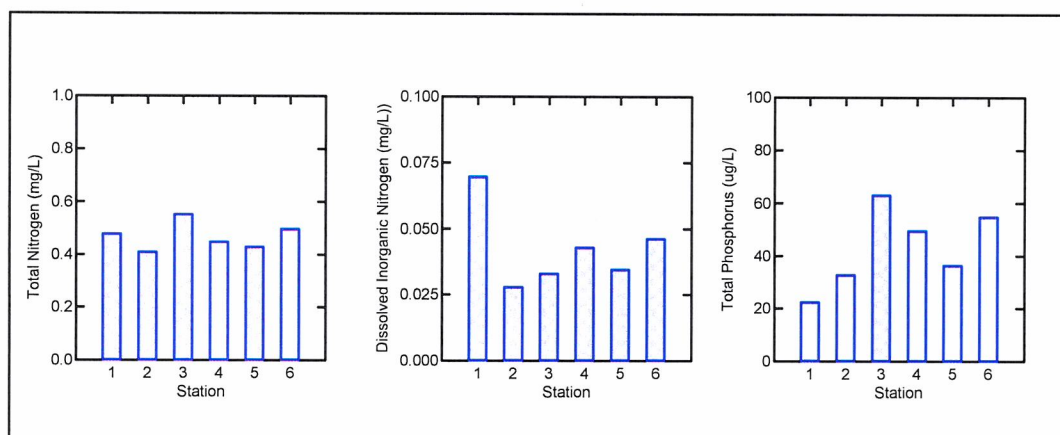 Total Nitrogen (mg/L)
1.0
0.8
0.6
0.4
0.2
0.0
1 2 3 4 5 6
Station
Dissolved Inorganic Nitrogen (mg/L))
0.100
0.075
0.050
0.025
0.000
1 2 3 4 5 6
Station
Total Phosphorus (ug/L)
100
80
60
40
20
0
1 2 3 4 5 6
Station